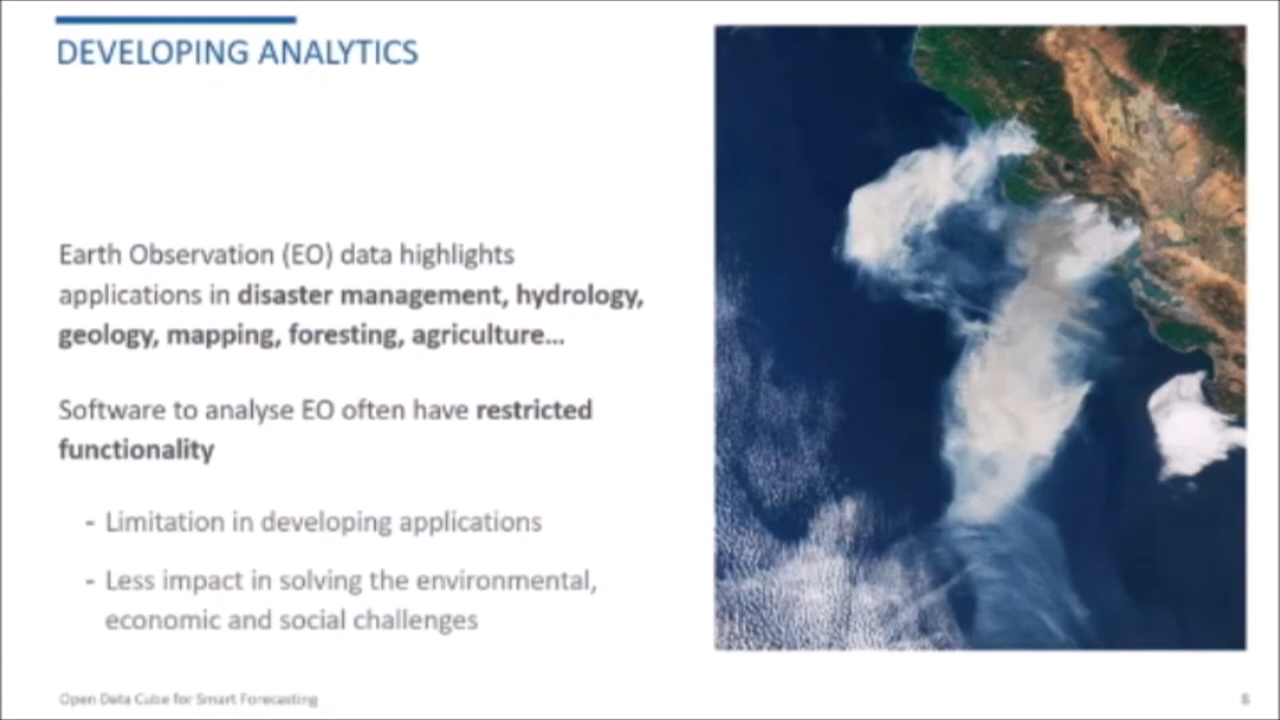 DEVELOPING ANALYTICS
Earth Observation (EO) data highlights
applications in disaster management, hydrology,
geology, mapping, foresting, agriculture...
Software to analyse EO often have restricted
functionality
- Limitation in developing applications
- Less impact in solving the environmental,
economic and social challenges
Open Data Cube for Smart Forecasting
8